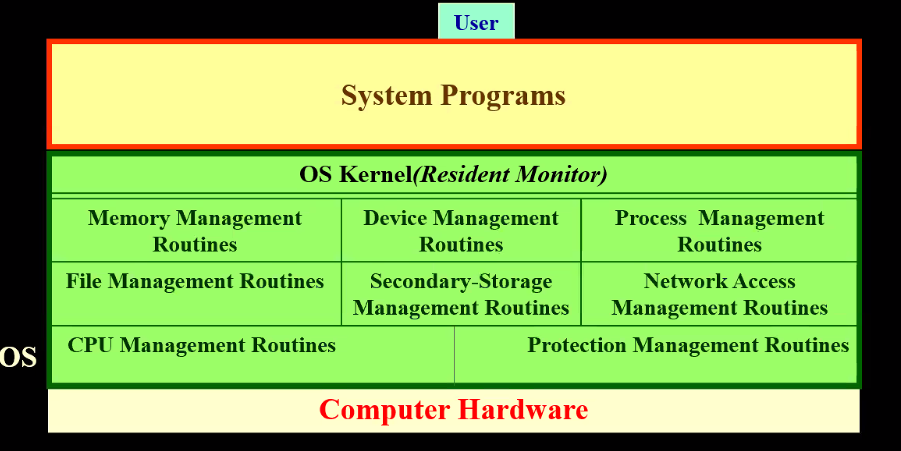 User
System Programs
OS Kernel(Resident Monitor)
Memory Management
Routines
Device Management
Routines
Process Management
Routines
File Management Routines
Secondary-Storage
Management Routines
Network Access
Management Routines
OS
CPU Management Routines
Protection Management Routines
Computer Hardware